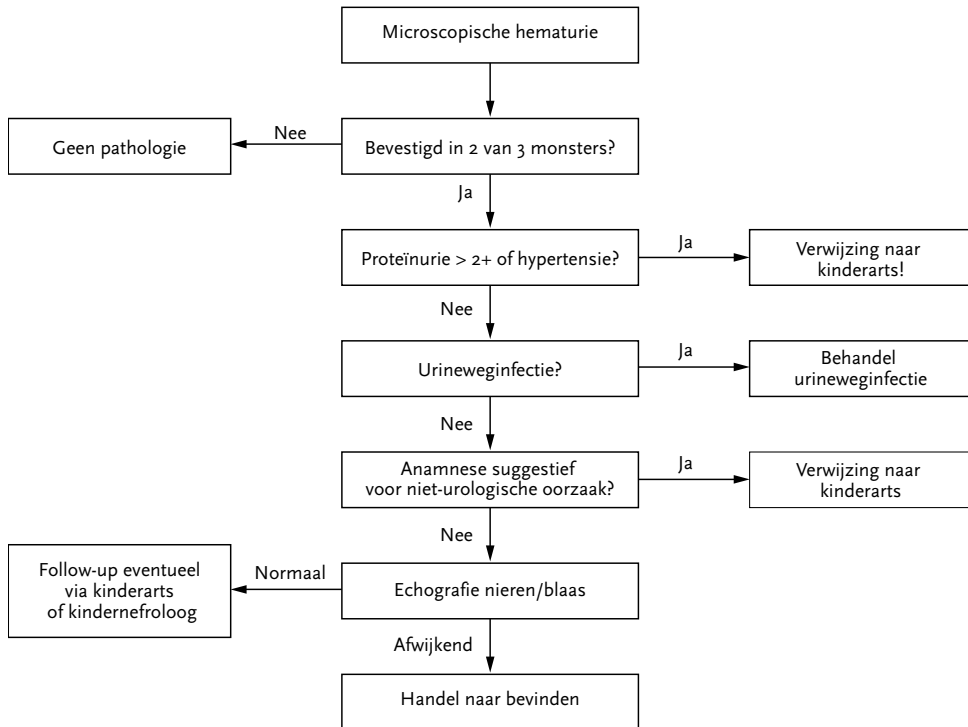 Microscopische hematurie
Nee
Geen pathologie
Bevestigd in 2 van 3 monsters?
Ja
Proteïnurie > 2+ of hypertensie?
Ja
Verwijzing naar
kinderarts!
Nee
Urineweginfectie?
Ja
Behandel
urineweginfectie
Nee
Anamnese suggestief
voor niet-urologische oorzaak?
Ja
Verwijzing naar
kinderarts
Nee
Follow-up eventueel
via kinderarts
of kindernefroloog
Normaal
Echografie nieren/blaas
Afwijkend
Handel naar bevinden